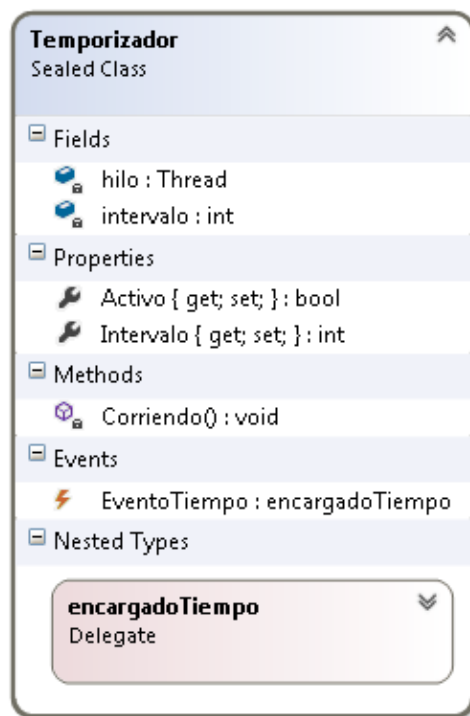 Temporizador
Sealed Class
Fields
hilo : Thread
intervalo : int
Properties
Activo { get; set; } : bool
Intervalo { get; set; } : int
Methods
Corriendo() : void
Events
EventoTiempo : encargadoTiempo
Nested Types
encargadoTiempo
Delegate